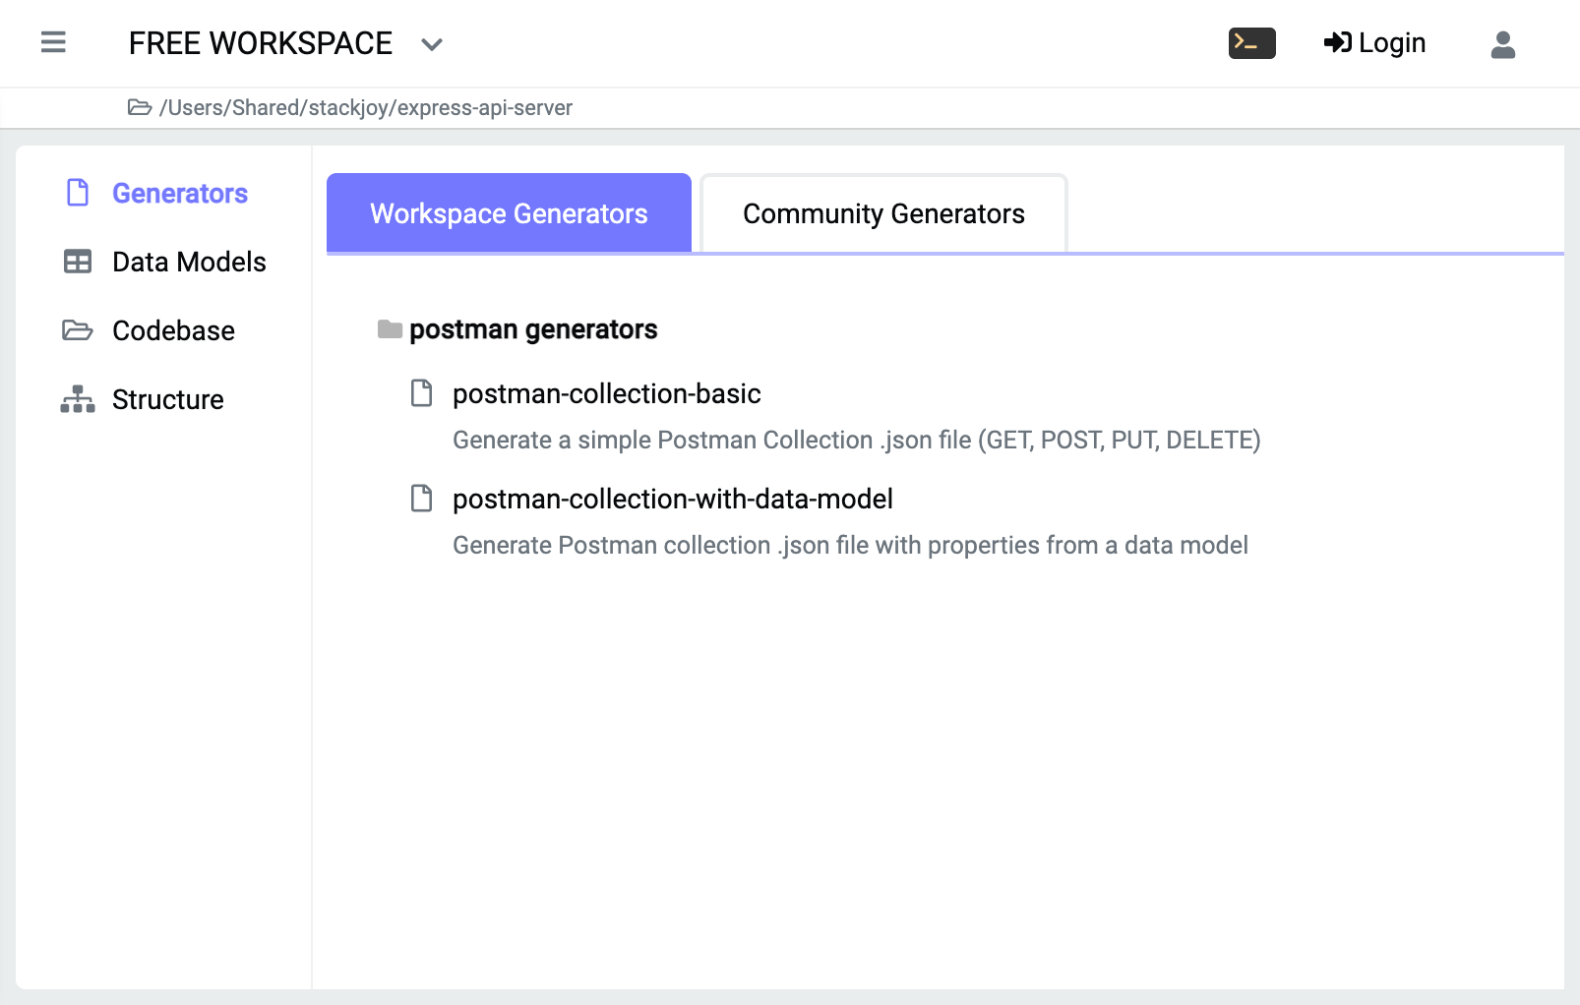 FREE WORKSPACE
Login
/Users/Shared/stackjoy/express-api-server
Generators
Data Models
Codebase
Structure
Workspace Generators
Community Generators
postman generators
postman-collection-basic
Generate a simple Postman Collection .json file (GET, POST, PUT, DELETE)
postman-collection-with-data-model
Generate Postman collection .json file with properties from a data model